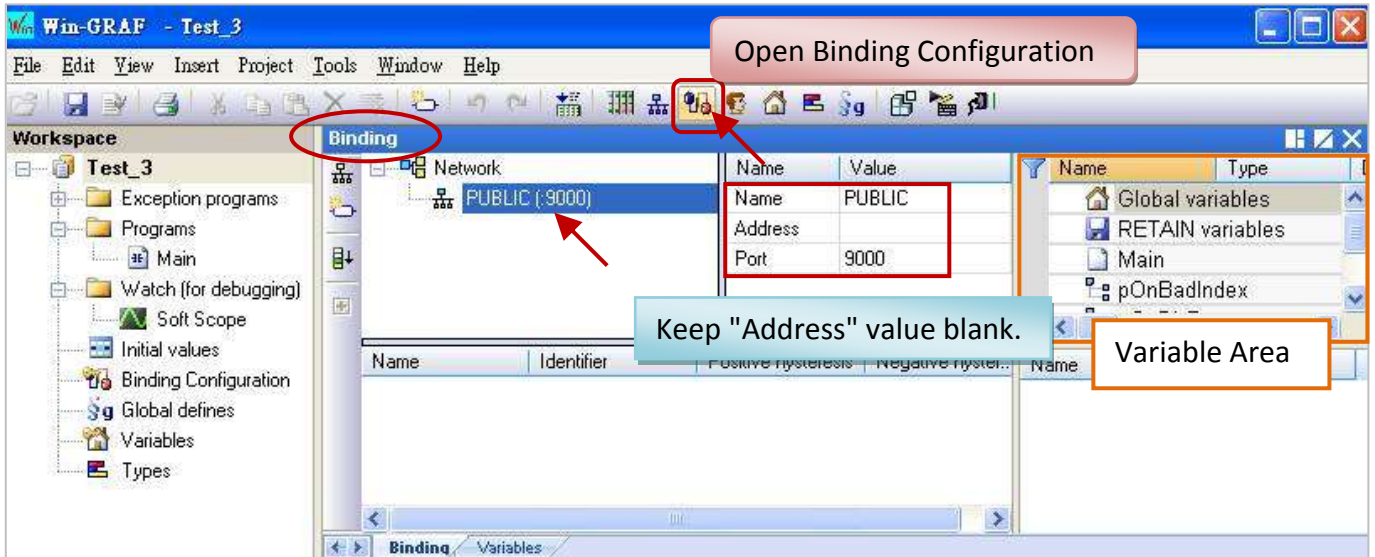 Win-GRAF - Test_3
Open Binding Configuration
File Edit View Insert Project Tools Window Help
Workspace
Binding
Test_3
Exception programs
Programs
Main
Watch (for debugging)
Soft Scope
Initial values
Binding Configuration
Global defines
Variables
Types
Network
PUBLIC (:9000)
Name Value
Name PUBLIC
Address
Port 9000
Name Type
Global variables
RETAIN variables
Main
pOnBadIndex
Keep "Address" value blank.
Variable Area
Name Identifier Positive hysteresis Negative hyster..
Name
Binding Variables